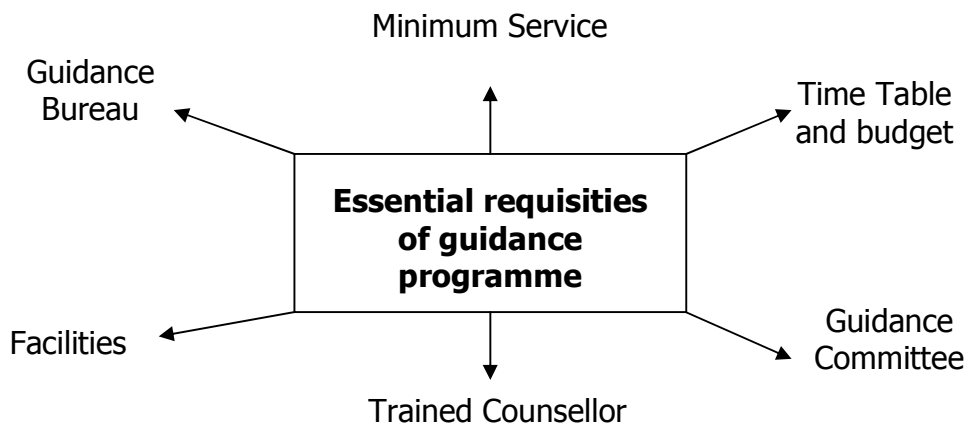 Minimum Service
Guidance
Bureau
Time Table
and budget
Essential requisities
of guidance
programme
Facilities
Guidance
Committee
Trained Counsellor